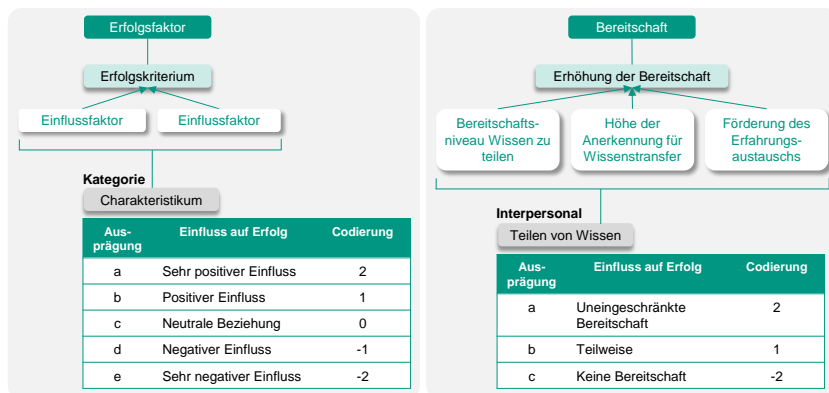 Erfolgsfaktor
Erfolgskriterium
Einflussfaktor Einflussfaktor
Kategorie
Charakteristikum
Aus-
prägung Einfluss auf Erfolg Codierung
a Sehr positiver Einfluss 2
b Positiver Einfluss 1
c Neutrale Beziehung 0
d Negativer Einfluss -1
e Sehr negativer Einfluss -2
Bereitschaft
Erhöhung der Bereitschaft
Bereitschafts-
niveau Wissen zu
teilen
Höhe der
Anerkennung für
Wissenstransfer
Förderung des
Erfahrungs-
austauschs
Interpersonal
Teilen von Wissen
Aus-
prägung Einfluss auf Erfolg Codierung
a Uneingeschränkte
Bereitschaft 2
b Teilweise 1
c Keine Bereitschaft -2